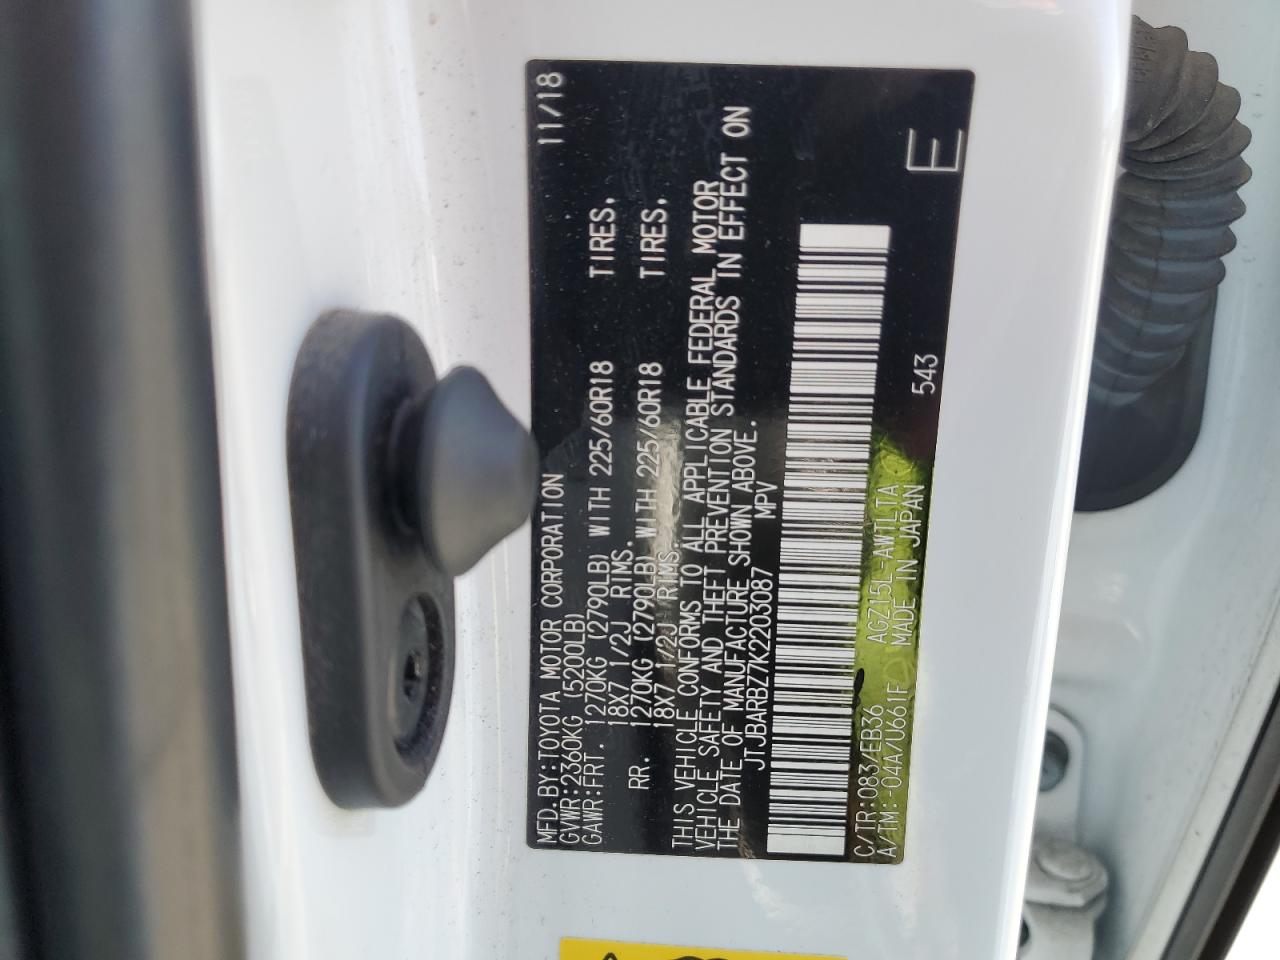 MFD.BY:TOYOTA MOTOR CORPORATION 11/18
GVWR:2360KG (5200LB)
GAWR:FRT. 1270KG (2790LB) WITH 225/60R18 TIRES.
18X7 1/2J RIMS.
RR. 1270KG (2790LB) WITH 225/60R18 TIRES.
18X7 1/2J RIMS.
THIS VEHICLE CONFORMS TO ALL APPLICABLE FEDERAL MOTOR
VEHICLE SAFETY AND THEFT PREVENTION STANDARDS IN EFFECT ON
THE DATE OF MANUFACTURE SHOWN ABOVE.
JTJBARBZ7K2203087 MPV
C/TR:083/EB36 AGZ15L-AWTLTA
A/TM:-04A/U661F MADE IN JAPAN 543 E